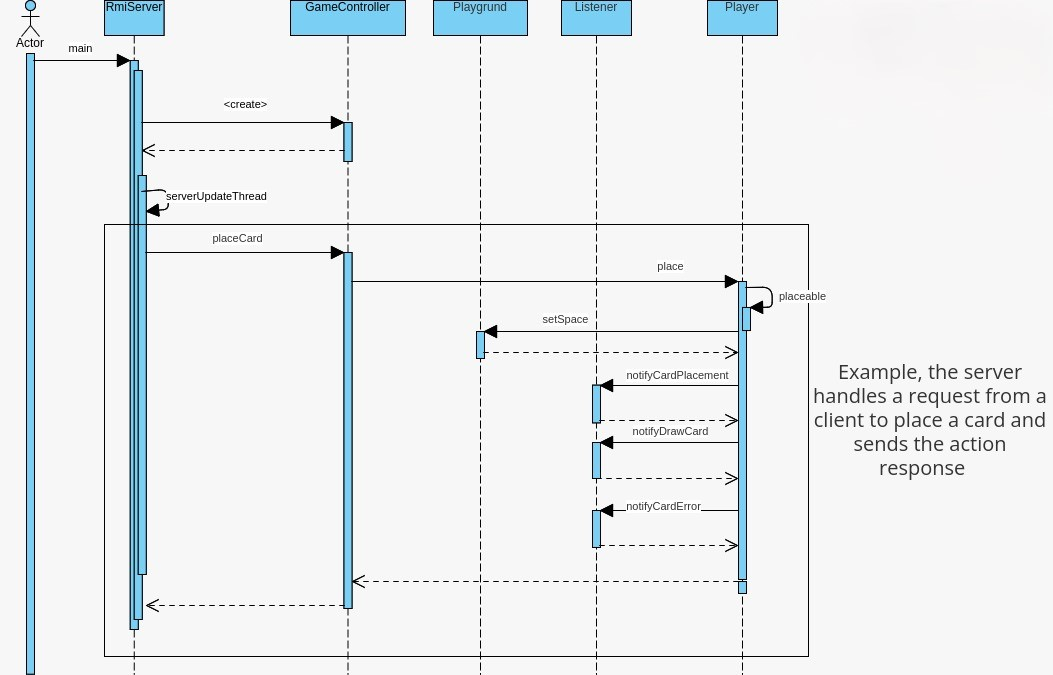 RmiServer
GameController
Playgrund
Listener
Player
Actor
main
<create>
serverUpdateThread
placeCard
place
placeable
setSpace
notifyCardPlacement
notifyDrawCard
notifyCardError
Example, the server
handles a request from a
client to place a card and
sends the action
response